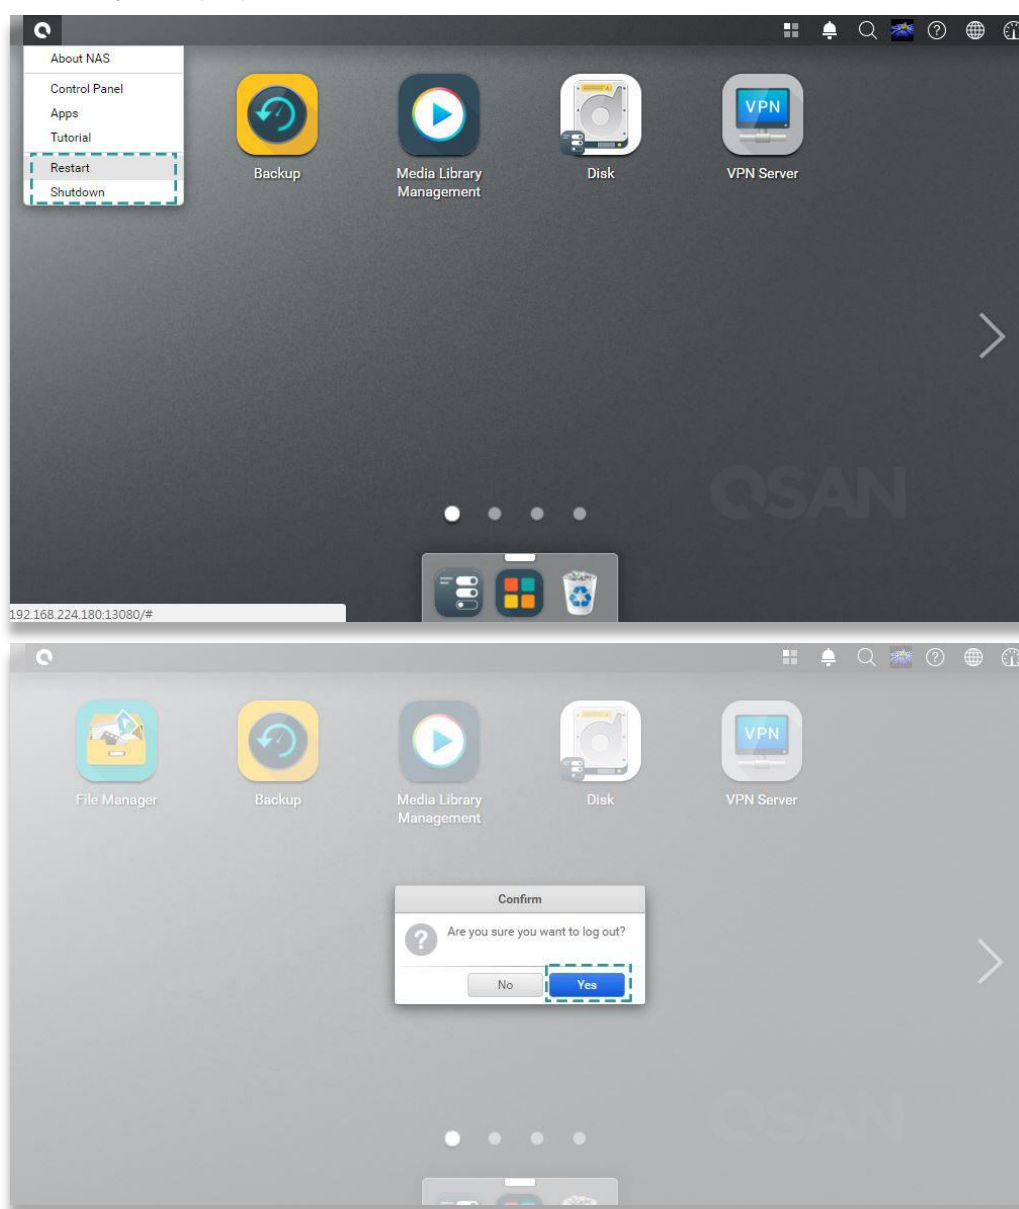 About NAS
Control Panel
Apps
Tutorial
Restart
Shutdown
VPN
Backup
Media Library
Management
Disk
VPN Server
QSAN
192.168.224.180:13080/#
VPN
File Manager
Backup
Media Library
Management
Disk
VPN Server
Confirm
Are you sure you want to log out?
No
Yes
QSAN